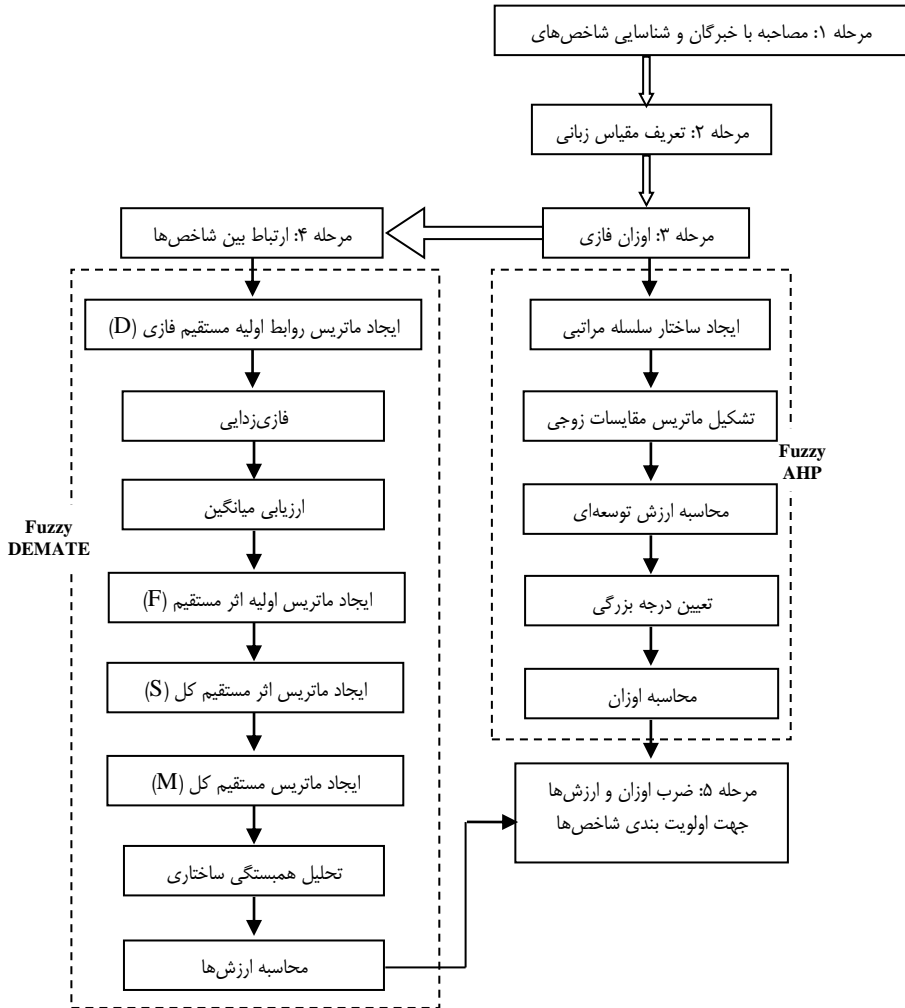 مرحله ۱: مصاحبه با خبرگان و شناسایی شاخص‌های
مرحله ۲: تعریف مقیاس زبانی
مرحله ۳: اوزان فازی
مرحله ۴: ارتباط بین شاخص‌ها
ایجاد ساختار سلسله مراتبی
تشکیل ماتریس مقایسات زوجی
محاسبه ارزش توسعه‌ای
تعیین درجه بزرگی
محاسبه اوزان
Fuzzy
AHP
ایجاد ماتریس روابط اولیه مستقیم فازی (D)
فازی‌زدایی
ارزیابی میانگین
ایجاد ماتریس اولیه اثر مستقیم (F)
ایجاد ماتریس اثر مستقیم کل (S)
ایجاد ماتریس مستقیم کل (M)
تحلیل همبستگی ساختاری
محاسبه ارزش‌ها
Fuzzy
DEMATE
مرحله ۵: ضرب اوزان و ارزش‌ها
جهت اولویت بندی شاخص‌ها